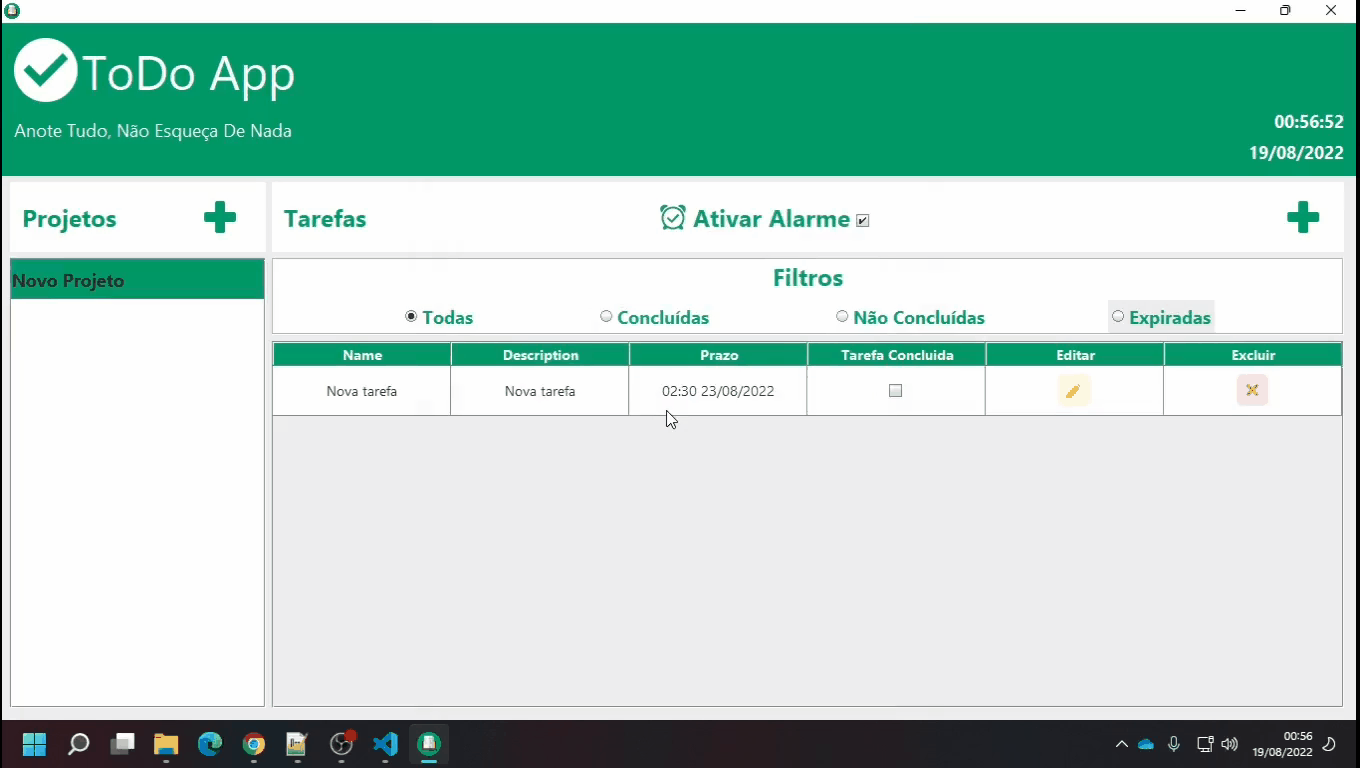 ToDo App
Anote Tudo, Não Esqueça De Nada
00:56:52
19/08/2022
Projetos
Tarefas
Ativar Alarme
Novo Projeto
Filtros
Todas
Concluídas
Não Concluídas
Expiradas
Name Description Prazo Tarefa Concluida Editar Excluir
Nova tarefa Nova tarefa 02:30 23/08/2022
00:56
19/08/2022